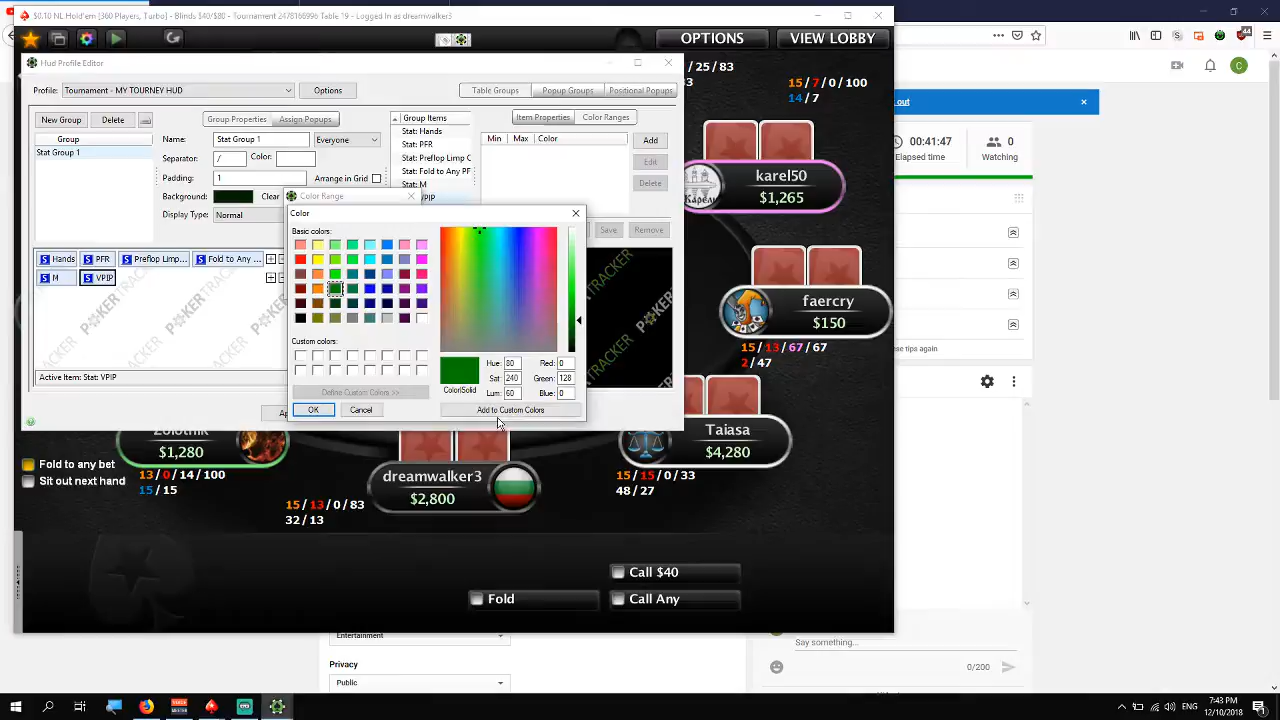 $0.10 NL Hold'em [360 Players, Turbo] - Blinds $40/$80 - Tournament 2478166996 Table 19 - Logged In as dreamwalker3
OPTIONS
VIEW LOBBY
Hud Profile Editor
Profile:
Tournament - MY TOURNEY HUD
Options
Table Groups
Popup Groups
Positional Popups
New Group
Delete
Group Properties
Assign Popups
Group Items
Item Properties
Color Ranges
Group
Stat Group 1
Name:
Stat Group 1
Everyone
Separator:
/
Color:
Padding:
1
Arrange in Grid
Background:
Clear
Display Type:
Normal
Stat: Hands
Stat: PFR
Stat: Preflop Limp C
Stat: Fold to Any PF
Stat: M
VPIP
Min
Max
Color
Add
Edit
Delete
Save
Remove
S Hands
S PFR
S Preflop Limp...
S Fold to Any ...
S M
S VPIP
POKERTRACKER
Active Item: Stat: VPIP
Color Range
Color
Basic colors:
Custom colors:
Define Custom Colors >>
OK
Cancel
Color|Solid
Hue: 80
Sat: 240
Lum: 60
Red: 0
Green: 128
Blue: 0
Add to Custom Colors
/25/83
15/7/0/100
14/7
karel50
$1,265
faercry
$150
15/13/67/67
2/47
Taiasa
$4,280
15/15/0/33
48/27
$1,280
13/0/14/100
15/15
dreamwalker3
$2,800
15/13/0/83
32/13
Fold to any bet
Sit out next hand
Call $40
Fold
Call Any
out
00:41:47
Elapsed time
0
Watching
se tips again
Say something...
0/200
Entertainment
Privacy
Public
ENG
7:43 PM
12/10/2018